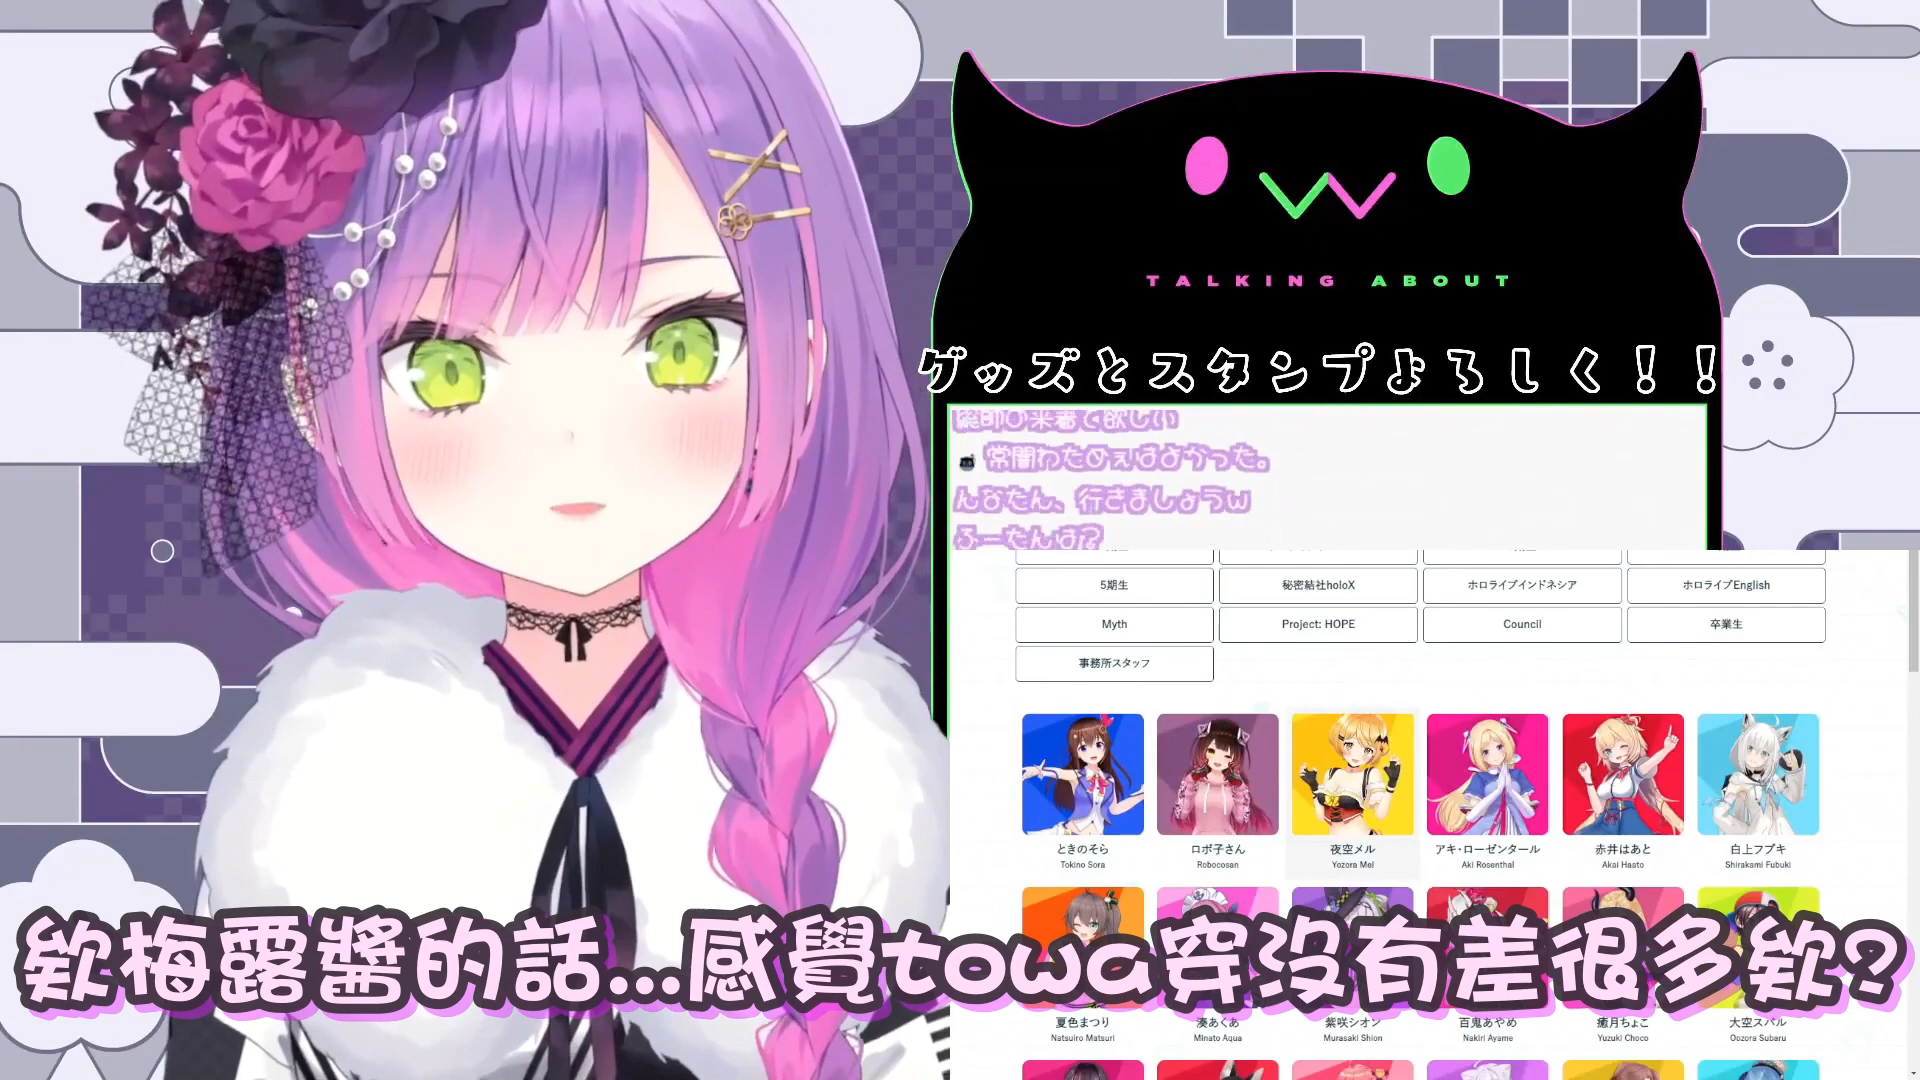 TALKING ABOUT
グッズとスタンプよろしく！！
常闇わためぇはよかった。
んなたん、行きましょうw
ふーたんは?
5期生
秘密結社holoX
ホロライブインドネシア
ホロライブEnglish
Myth
Project: HOPE
Council
卒業生
事務所スタッフ
ときのそら
Tokino Sora
ロボ子さん
Robocosan
夜空メル
Yozora Mel
アキ・ローゼンタール
Aki Rosenthal
赤井はあと
Akai Haato
白上フブキ
Shirakami Fubuki
欸梅露醬的話...感覺towa穿没有差很多欸?
夏色まつり
Natsuiro Matsuri
湊あくあ
Minato Aqua
紫咲シオン
Murasaki Shion
百鬼あやめ
Nakiri Ayame
癒月ちょこ
Yuzuki Choco
大空スバル
Oozora Subaru